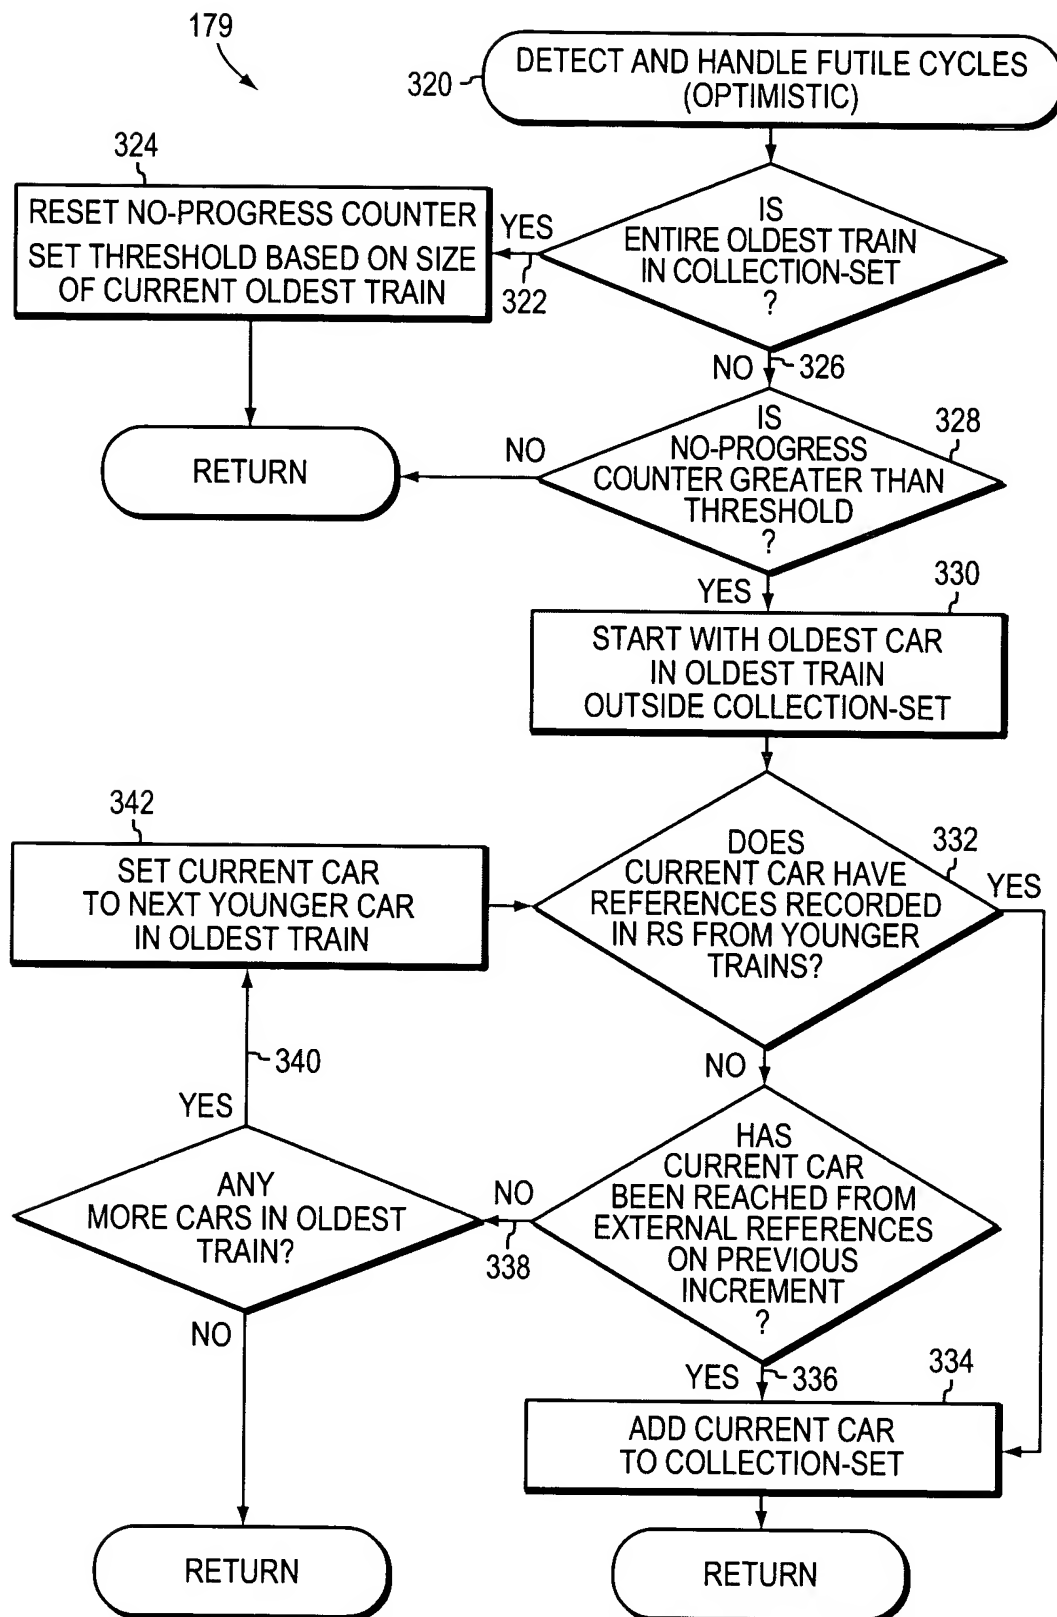 179
320
DETECT AND HANDLE FUTILE CYCLES
(OPTIMISTIC)
324
RESET NO-PROGRESS COUNTER
SET THRESHOLD BASED ON SIZE
OF CURRENT OLDEST TRAIN
YES
322
IS
ENTIRE OLDEST TRAIN
IN COLLECTION-SET
?
NO
326
RETURN
NO
IS
NO-PROGRESS
COUNTER GREATER THAN
THRESHOLD
?
328
YES
330
START WITH OLDEST CAR
IN OLDEST TRAIN
OUTSIDE COLLECTION-SET
342
SET CURRENT CAR
TO NEXT YOUNGER CAR
IN OLDEST TRAIN
DOES
CURRENT CAR HAVE
REFERENCES RECORDED
IN RS FROM YOUNGER
TRAINS?
332
YES
340
YES
NO
ANY
MORE CARS IN OLDEST
TRAIN?
NO
338
HAS
CURRENT CAR
BEEN REACHED FROM
EXTERNAL REFERENCES
ON PREVIOUS
INCREMENT
?
NO
YES
336
334
ADD CURRENT CAR
TO COLLECTION-SET
RETURN
RETURN